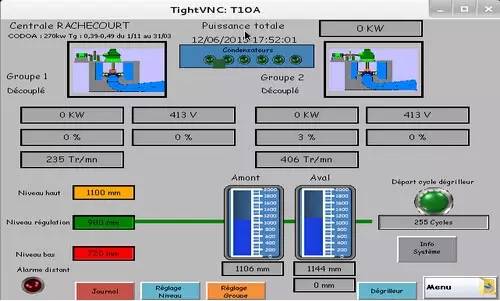 TightVNC: T10A
Centrale RACHECOURT
CODOA : 270kw Tg : 0,39-0,49 du 1/11 au 31/03
Puissance totale
0 KW
12/06/2015 17:52:01
Condensateurs
Groupe 1
Découplé
Groupe 2
Découplé
0 KW
413 V
0 KW
413 V
0 %
0 %
3 %
0 %
235 Tr/mn
406 Tr/mn
Amont
Aval
Départ cycle dégrilleur
Niveau haut
1100 mm
Niveau régulation
980 mm
255 Cycles
Niveau bas
720 mm
Info
Système
Alarme distant
1106 mm
1144 mm
0 mm
Journal
Réglage
Niveau
Réglage
Groupe
Dégrilleur
Menu